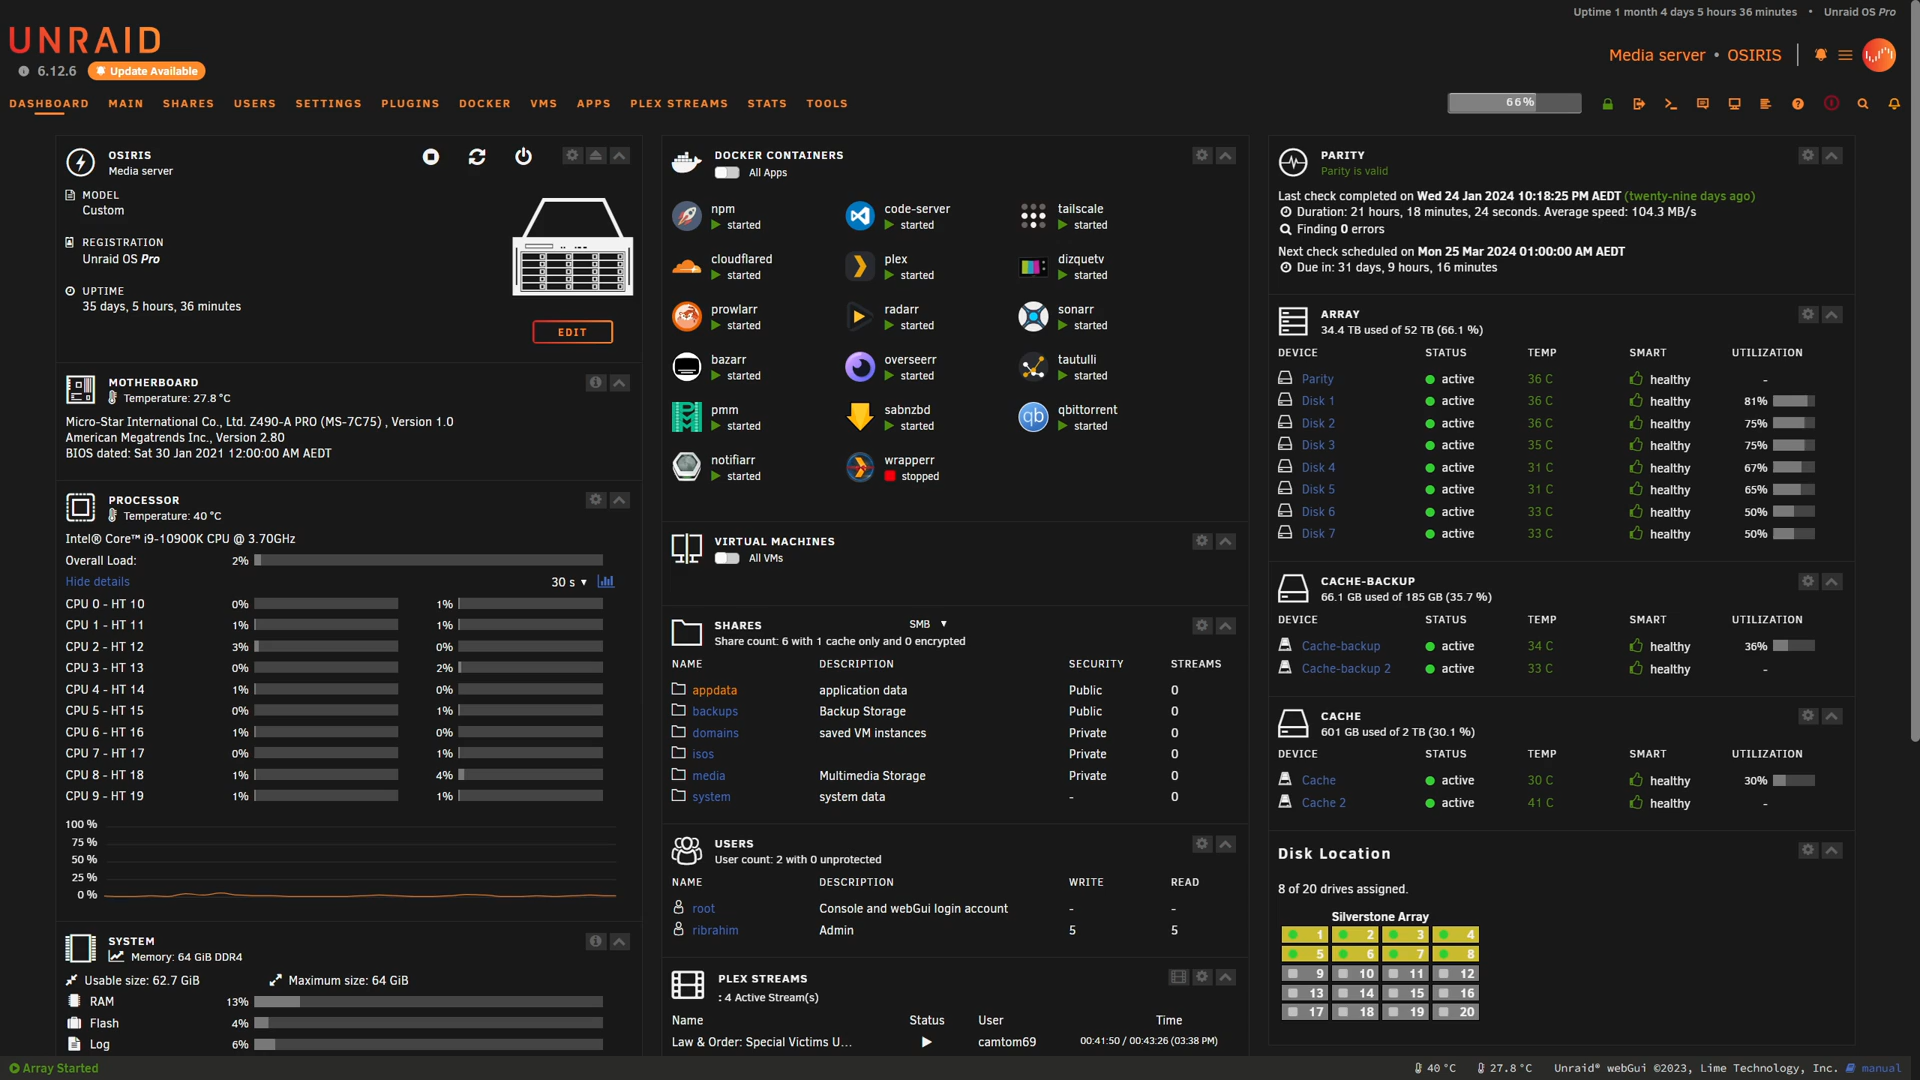 Uptime 1 month 4 days 5 hours 36 minutes • Unraid OS Pro
UNRAID
6.12.6 Update Available
Media server • OSIRIS
DASHBOARD MAIN SHARES USERS SETTINGS PLUGINS DOCKER VMS APPS PLEX STREAMS STATS TOOLS
66%
OSIRIS
Media server
MODEL
Custom
REGISTRATION
Unraid OS Pro
UPTIME
35 days, 5 hours, 36 minutes
EDIT
MOTHERBOARD
Temperature: 27.8 °C
Micro-Star International Co., Ltd. Z490-A PRO (MS-7C75) , Version 1.0
American Megatrends Inc., Version 2.80
BIOS dated: Sat 30 Jan 2021 12:00:00 AM AEDT
PROCESSOR
Temperature: 40 °C
Intel® Core™ i9-10900K CPU @ 3.70GHz
Overall Load: 2%
Hide details 30 s ▼
CPU 0 - HT 10 0% 1%
CPU 1 - HT 11 1% 1%
CPU 2 - HT 12 3% 0%
CPU 3 - HT 13 0% 2%
CPU 4 - HT 14 1% 0%
CPU 5 - HT 15 0% 1%
CPU 6 - HT 16 1% 0%
CPU 7 - HT 17 0% 1%
CPU 8 - HT 18 1% 4%
CPU 9 - HT 19 1% 1%
100 %
75 %
50 %
25 %
0 %
SYSTEM
Memory: 64 GiB DDR4
Usable size: 62.7 GiB Maximum size: 64 GiB
RAM 13%
Flash 4%
Log 6%
DOCKER CONTAINERS
All Apps
npm code-server tailscale
started started started
cloudflared plex dizquetv
started started started
prowlarr radarr sonarr
started started started
bazarr overseerr tautulli
started started started
pmm sabnzbd qbittorrent
started started started
notifiarr wrapperr
started stopped
VIRTUAL MACHINES
All VMs
SHARES SMB ▼
Share count: 6 with 1 cache only and 0 encrypted
NAME DESCRIPTION SECURITY STREAMS
appdata application data Public 0
backups Backup Storage Public 0
domains saved VM instances Private 0
isos Private 0
media Multimedia Storage Private 0
system system data - 0
USERS
User count: 2 with 0 unprotected
NAME DESCRIPTION WRITE READ
root Console and webGui login account - -
ribrahim Admin 5 5
PLEX STREAMS
: 4 Active Stream(s)
Name Status User Time
Law & Order: Special Victims U... camtom69 00:41:50 / 00:43:26 (03:38 PM)
PARITY
Parity is valid
Last check completed on Wed 24 Jan 2024 10:18:25 PM AEDT (twenty-nine days ago)
Duration: 21 hours, 18 minutes, 24 seconds. Average speed: 104.3 MB/s
Finding 0 errors
Next check scheduled on Mon 25 Mar 2024 01:00:00 AM AEDT
Due in: 31 days, 9 hours, 16 minutes
ARRAY
34.4 TB used of 52 TB (66.1 %)
DEVICE STATUS TEMP SMART UTILIZATION
Parity active 36 C healthy -
Disk 1 active 36 C healthy 81%
Disk 2 active 36 C healthy 75%
Disk 3 active 35 C healthy 75%
Disk 4 active 31 C healthy 67%
Disk 5 active 31 C healthy 65%
Disk 6 active 33 C healthy 50%
Disk 7 active 33 C healthy 50%
CACHE-BACKUP
66.1 GB used of 185 GB (35.7 %)
DEVICE STATUS TEMP SMART UTILIZATION
Cache-backup active 34 C healthy 36%
Cache-backup 2 active 33 C healthy -
CACHE
601 GB used of 2 TB (30.1 %)
DEVICE STATUS TEMP SMART UTILIZATION
Cache active 30 C healthy 30%
Cache 2 active 41 C healthy -
Disk Location
8 of 20 drives assigned.
Silverstone Array
1 2 3 4
5 6 7 8
9 10 11 12
13 14 15 16
17 18 19 20
Array Started 40 °C 27.8 °C Unraid® webGui ©2023, Lime Technology, Inc. manual